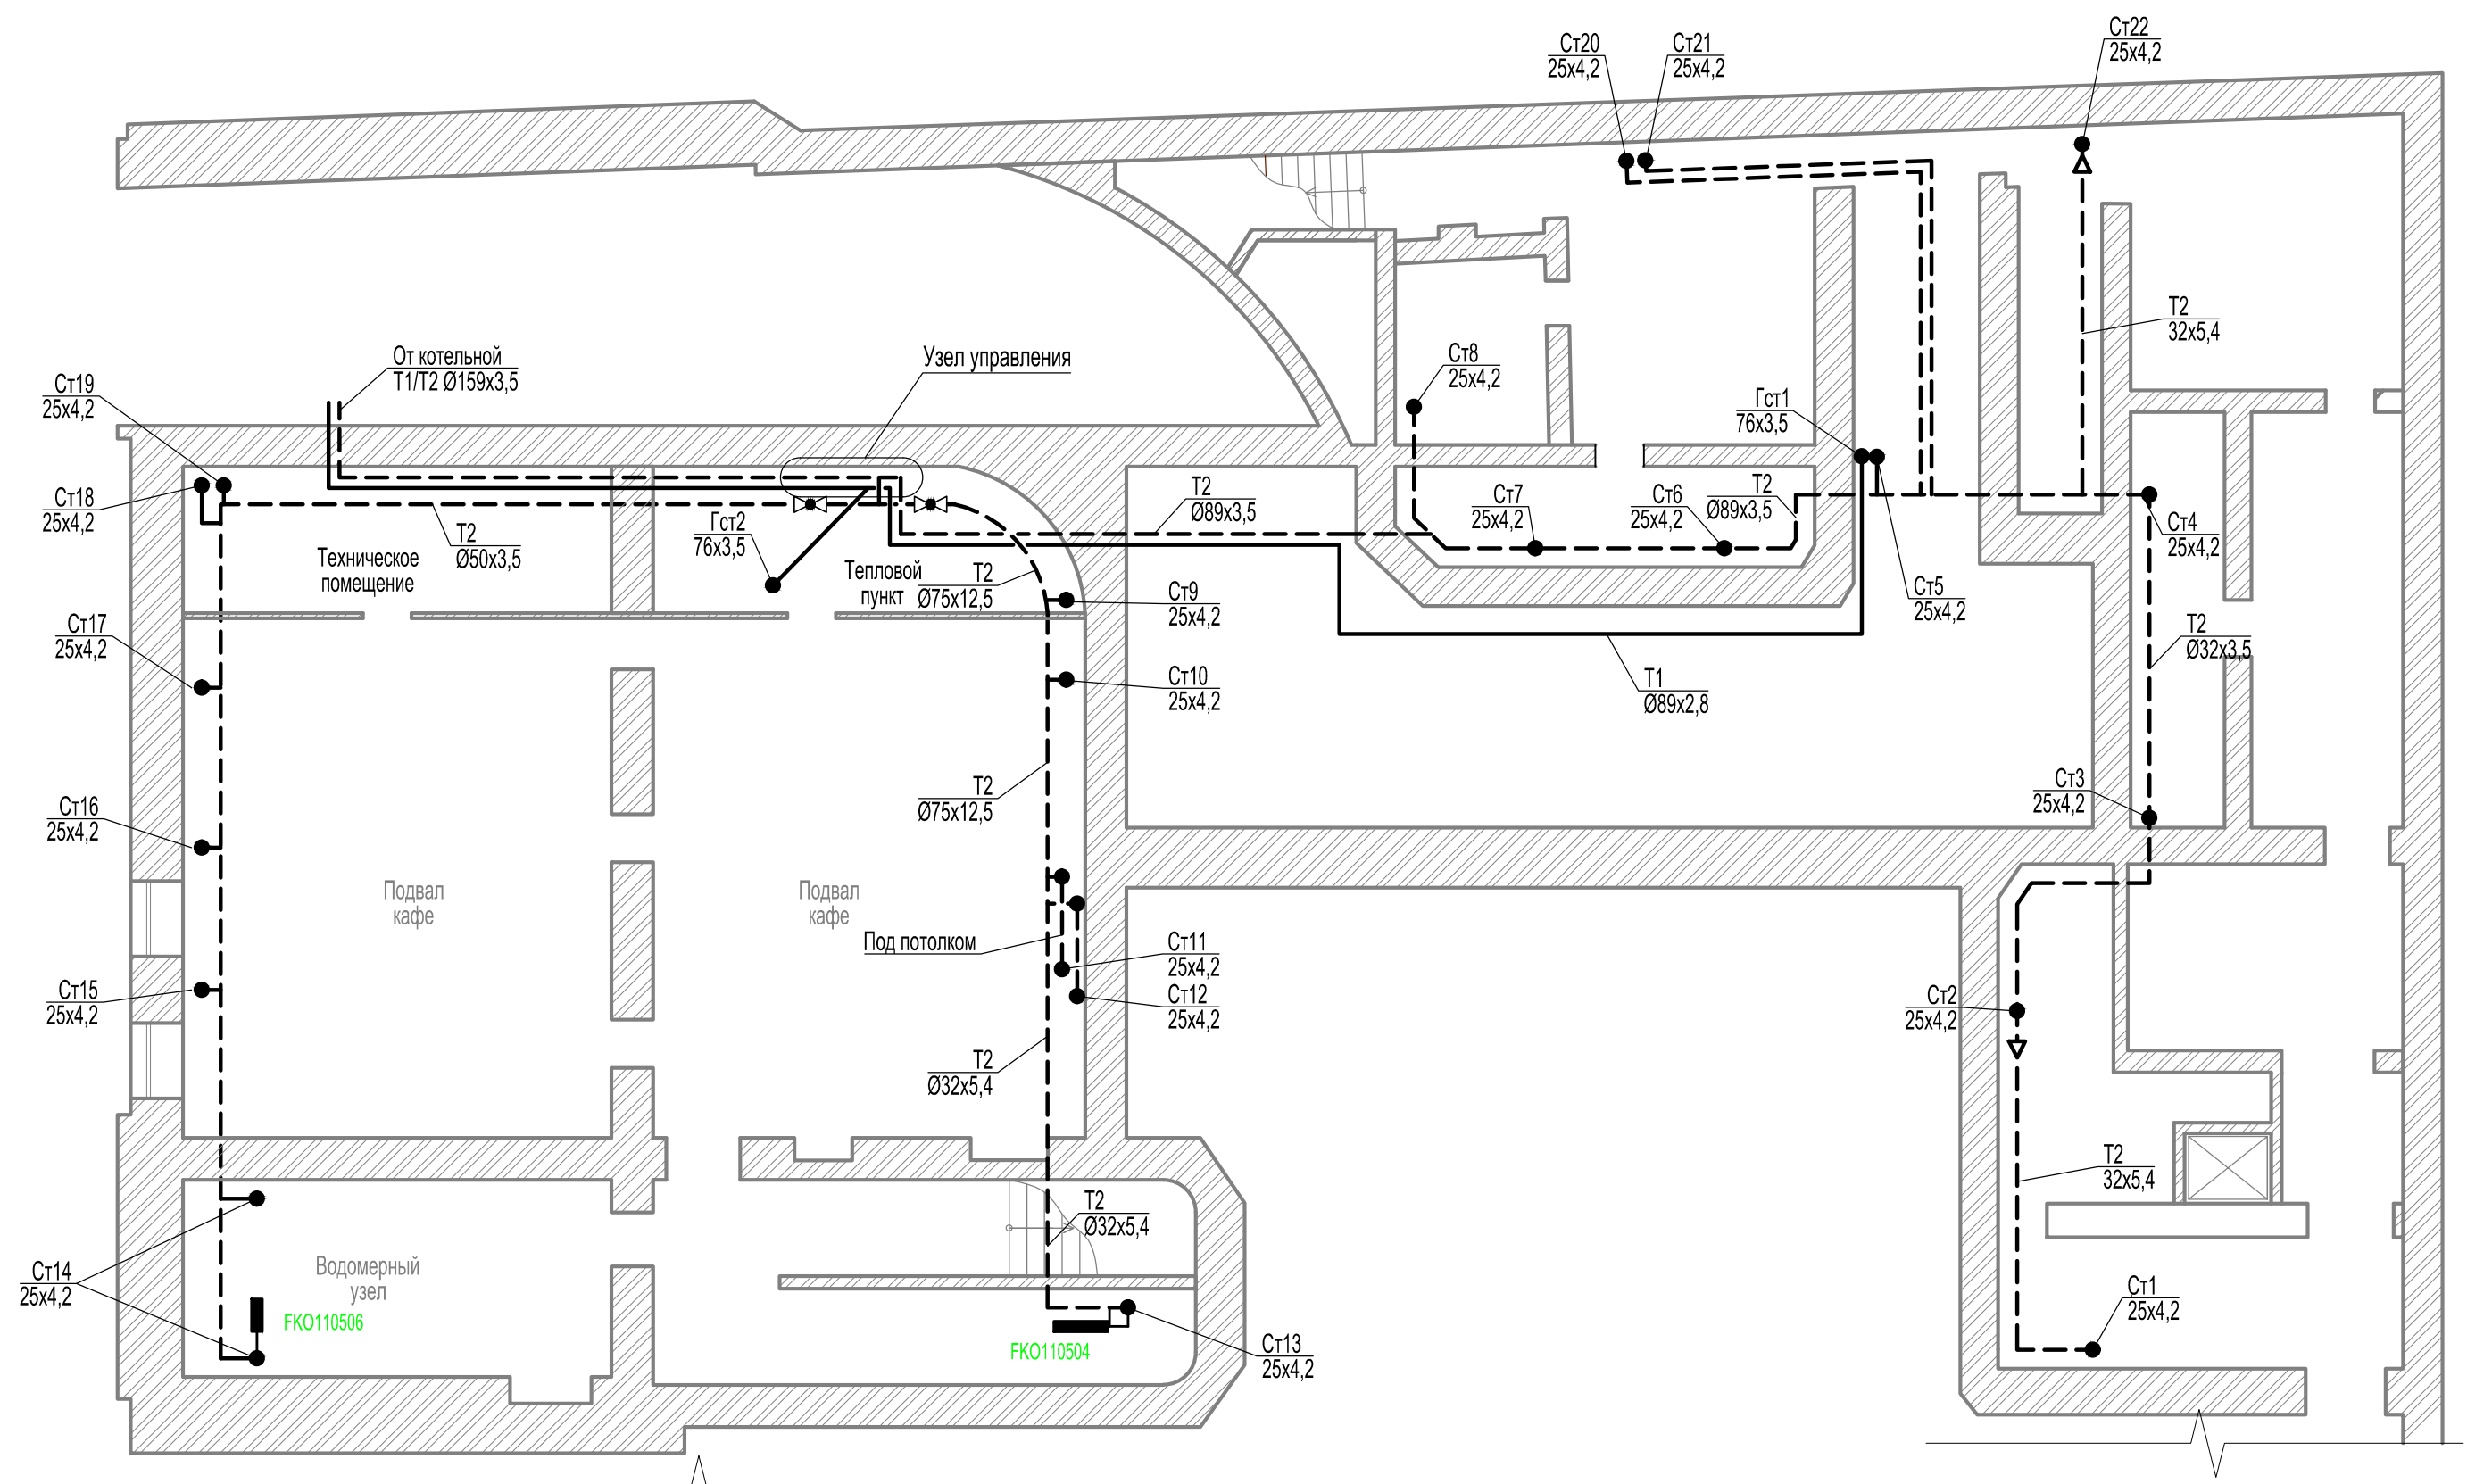 Ст22
25х4,2
Ст20
25х4,2
Ст21
25х4,2
Т2
32х5,4
От котельной
Т1/Т2 Ø159х3,5
Узел управления
Ст8
25х4,2
Ст19
25х4,2
Гст1
76х3,5
Ст18
25х4,2
Т2
Ø50х3,5
Гст2
76х3,5
Т2
Ø89х3,5
Ст7
25х4,2
Ст6
25х4,2
Т2
Ø89х3,5
Ст4
25х4,2
Техническое
помещение
Тепловой
пункт
Т2
Ø75х12,5
Ст9
25х4,2
Ст5
25х4,2
Ст17
25х4,2
Т2
Ø32х3,5
Ст10
25х4,2
Т1
Ø89х2,8
Т2
Ø75х12,5
Ст3
25х4,2
Ст16
25х4,2
Подвал
кафе
Подвал
кафе
Под потолком
Ст11
25х4,2
Ст12
25х4,2
Ст15
25х4,2
Ст2
25х4,2
Т2
Ø32х5,4
Т2
32х5,4
Т2
Ø32х5,4
Ст14
25х4,2
Водомерный
узел
FKO110506
FKO110504
Ст13
25х4,2
Ст1
25х4,2